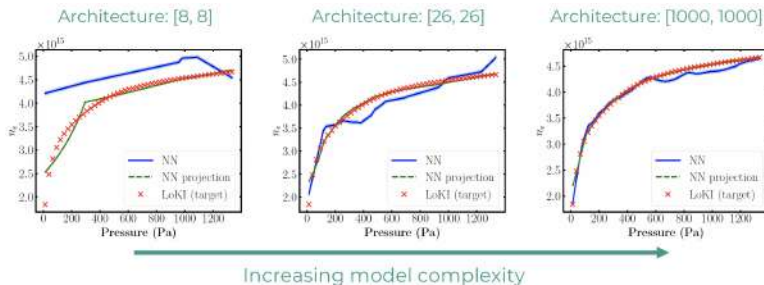 Architecture: [8, 8]
Architecture: [26, 26]
Architecture: [1000, 1000]
×10¹⁵
5.0
4.5
4.0
3.5
3.0
2.5
2.0
nₑ
NN
NN projection
LoKI (target)
0 200 400 600 800 1000 1200
Pressure (Pa)
×10¹⁵
5.0
4.5
4.0
3.5
3.0
2.5
2.0
nₑ
NN
NN projection
LoKI (target)
0 200 400 600 800 1000 1200
Pressure (Pa)
×10¹⁵
4.5
4.0
3.5
3.0
2.5
2.0
nₑ
NN
NN projection
LoKI (target)
0 200 400 600 800 1000 1200
Pressure (Pa)
Increasing model complexity